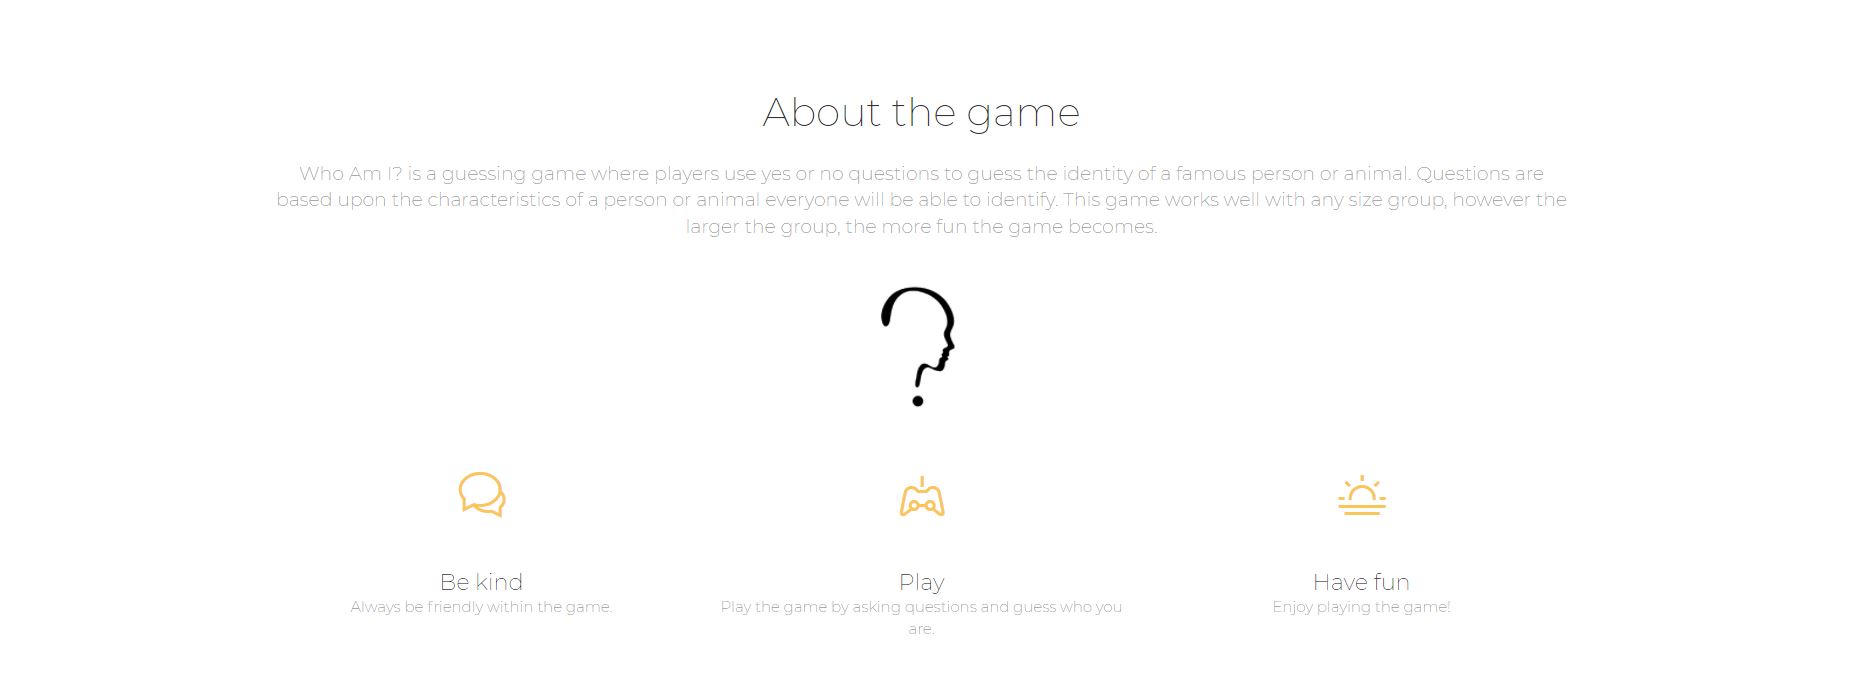 About the game
Who Am I? is a guessing game where players use yes or no questions to guess the identity of a famous person or animal. Questions are
based upon the characteristics of a person or animal everyone will be able to identify. This game works well with any size group, however the
larger the group, the more fun the game becomes.
Be kind
Always be friendly within the game.
Play
Play the game by asking questions and guess who you
are.
Have fun
Enjoy playing the game!